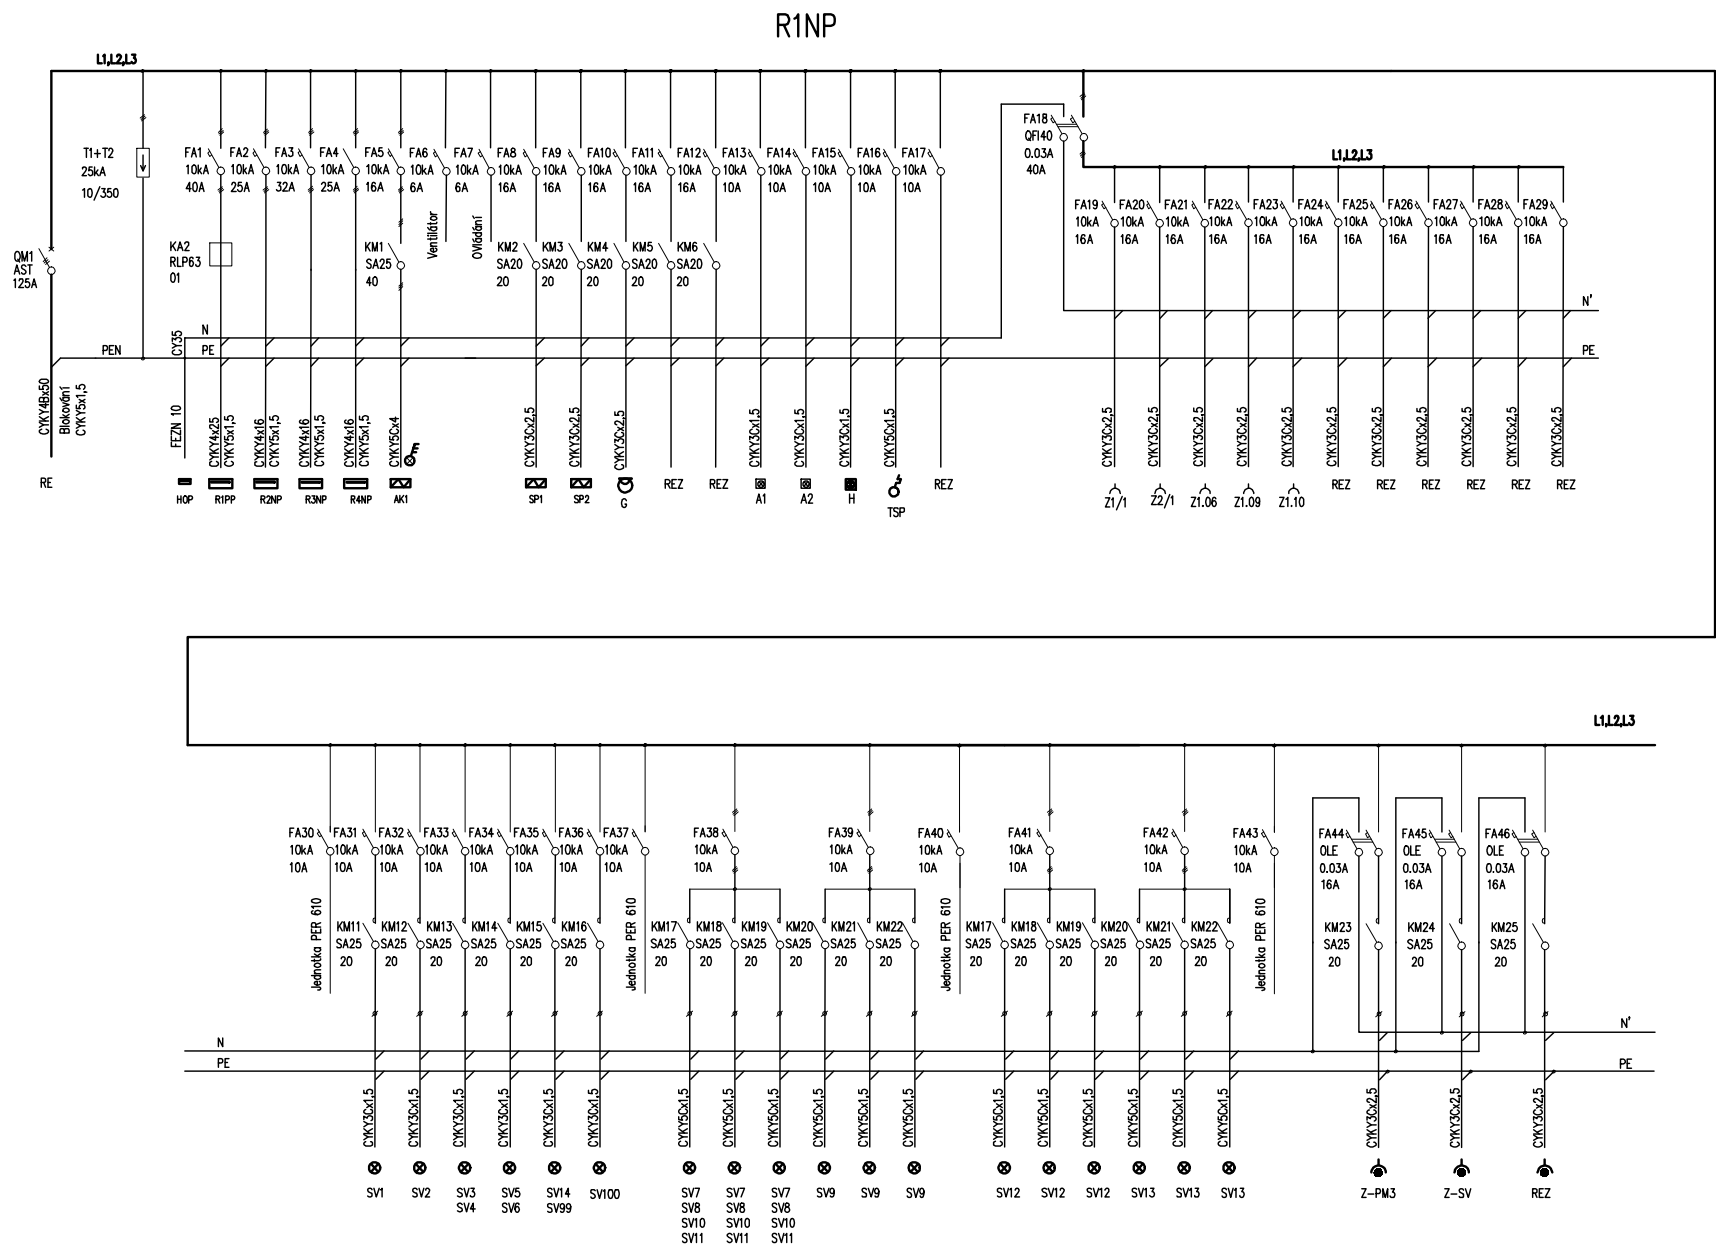 R1NP
L1,L2,L3
T1+T2
25kA
10/350
FA1
10kA
40A
FA2
10kA
25A
FA3
10kA
32A
FA4
10kA
25A
FA5
10kA
16A
FA6
10kA
6A
FA7
10kA
6A
FA8
10kA
16A
FA9
10kA
16A
FA10
10kA
16A
FA11
10kA
16A
FA12
10kA
16A
FA13
10kA
10A
FA14
10kA
10A
FA15
10kA
10A
FA16
10kA
10A
FA17
10kA
10A
FA18
QFI40
0.03A
40A
L1,L2,L3
FA19
10kA
16A
FA20
10kA
16A
FA21
10kA
16A
FA22
10kA
16A
FA23
10kA
16A
FA24
10kA
16A
FA25
10kA
16A
FA26
10kA
16A
FA27
10kA
16A
FA28
10kA
16A
FA29
10kA
16A
QM1
AST
125A
KA2
RLP63
01
KM1
SA25
40
Ventilátor
Ovládání
KM2
SA20
20
KM3
SA20
20
KM4
SA20
20
KM5
SA20
20
KM6
SA20
20
N'
N
PEN
CY35
PE
PE
CYKY4Bx50
Blokování
CYKY5x1,5
FEZN 10
CYKY4x25
CYKY5x1,5
CYKY4x16
CYKY5x1,5
CYKY4x16
CYKY5x1,5
CYKY4x16
CYKY5x1,5
CYKY5Cx4
CYKY3Cx2,5
CYKY3Cx2,5
CYKY3Cx2,5
CYKY3Cx1,5
CYKY3Cx1,5
CYKY3Cx1,5
CYKY5Cx1,5
CYKY3Cx2,5
CYKY3Cx2,5
CYKY3Cx2,5
CYKY3Cx2,5
CYKY3Cx2,5
CYKY3Cx2,5
CYKY3Cx2,5
CYKY3Cx2,5
CYKY3Cx2,5
CYKY3Cx2,5
CYKY3Cx2,5
RE
HOP
R1PP
R2NP
R3NP
R4NP
AK1
SP1
SP2
G
REZ
REZ
A1
A2
H
TSP
REZ
Z1/1
Z2/1
Z1.06
Z1.09
Z1.10
REZ
REZ
REZ
REZ
REZ
REZ
L1,L2,L3
FA30
10kA
10A
FA31
10kA
10A
FA32
10kA
10A
FA33
10kA
10A
FA34
10kA
10A
FA35
10kA
10A
FA36
10kA
10A
FA37
10kA
10A
FA38
10kA
10A
FA39
10kA
10A
FA40
10kA
10A
FA41
10kA
10A
FA42
10kA
10A
FA43
10kA
10A
FA44
OLE
0.03A
16A
FA45
OLE
0.03A
16A
FA46
OLE
0.03A
16A
Jednotka PER 610
KM11
SA25
20
KM12
SA25
20
KM13
SA25
20
KM14
SA25
20
KM15
SA25
20
KM16
SA25
20
Jednotka PER 610
KM17
SA25
20
KM18
SA25
20
KM19
SA25
20
KM20
SA25
20
KM21
SA25
20
KM22
SA25
20
Jednotka PER 610
KM17
SA25
20
KM18
SA25
20
KM19
SA25
20
KM20
SA25
20
KM21
SA25
20
KM22
SA25
20
Jednotka PER 610
KM23
SA25
20
KM24
SA25
20
KM25
SA25
20
N'
N
PE
PE
CYKY3Cx1,5
CYKY3Cx1,5
CYKY3Cx1,5
CYKY3Cx1,5
CYKY3Cx1,5
CYKY3Cx1,5
CYKY5Cx1,5
CYKY5Cx1,5
CYKY5Cx1,5
CYKY5Cx1,5
CYKY5Cx1,5
CYKY5Cx1,5
CYKY5Cx1,5
CYKY5Cx1,5
CYKY5Cx1,5
CYKY5Cx1,5
CYKY5Cx1,5
CYKY5Cx1,5
CYKY3Cx2,5
CYKY3Cx2,5
CYKY3Cx2,5
SV1
SV2
SV3
SV4
SV5
SV6
SV14
SV99
SV100
SV7
SV8
SV10
SV11
SV7
SV8
SV10
SV11
SV7
SV8
SV10
SV11
SV9
SV9
SV9
SV12
SV12
SV12
SV13
SV13
SV13
Z-PM3
Z-SV
REZ